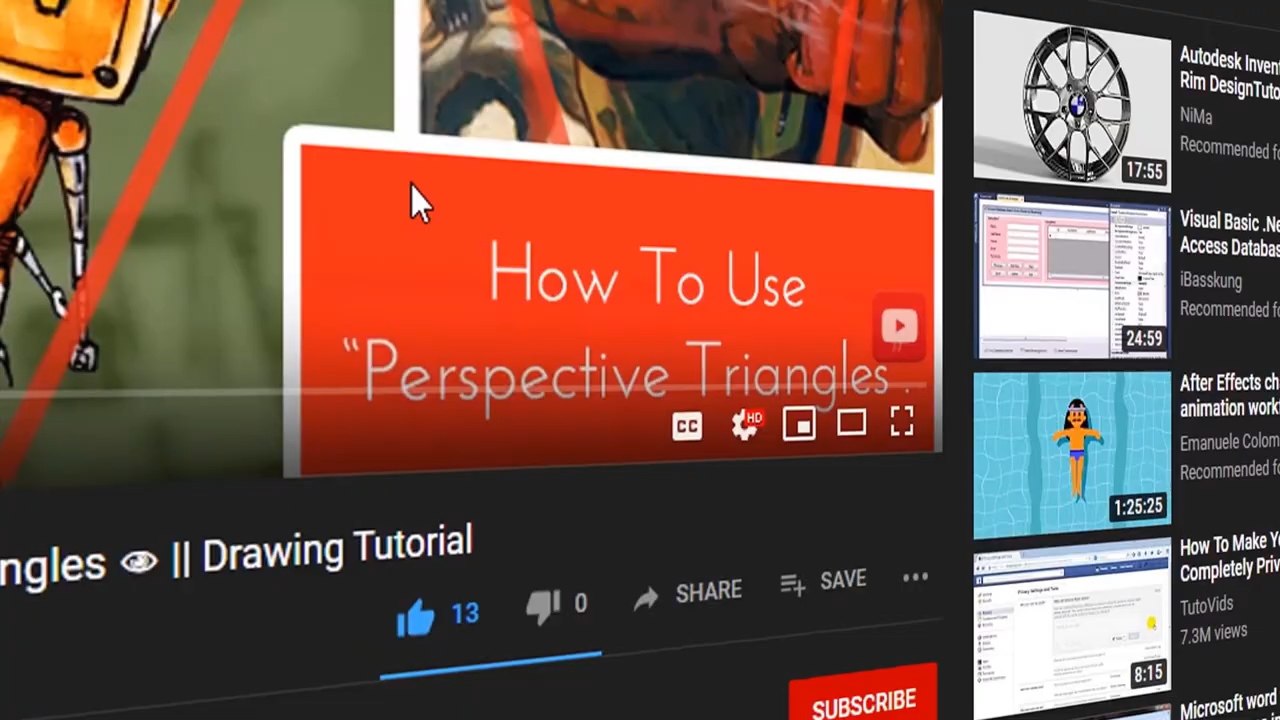 How To Use
“Perspective Triangles
CC
HD
ngles 👁 || Drawing Tutorial
13
0
SHARE
SAVE
SUBSCRIBE
17:55
Autodesk Invent
Rim DesignTuto
NiMa
Recommended fo
24:59
Visual Basic .Ne
Access Databas
iBasskung
Recommended fo
1:25:25
After Effects ch
animation work
Emanuele Colom
Recommended fo
8:15
How To Make Yo
Completely Priv
TutoVids
7.3M views
Microsoft word